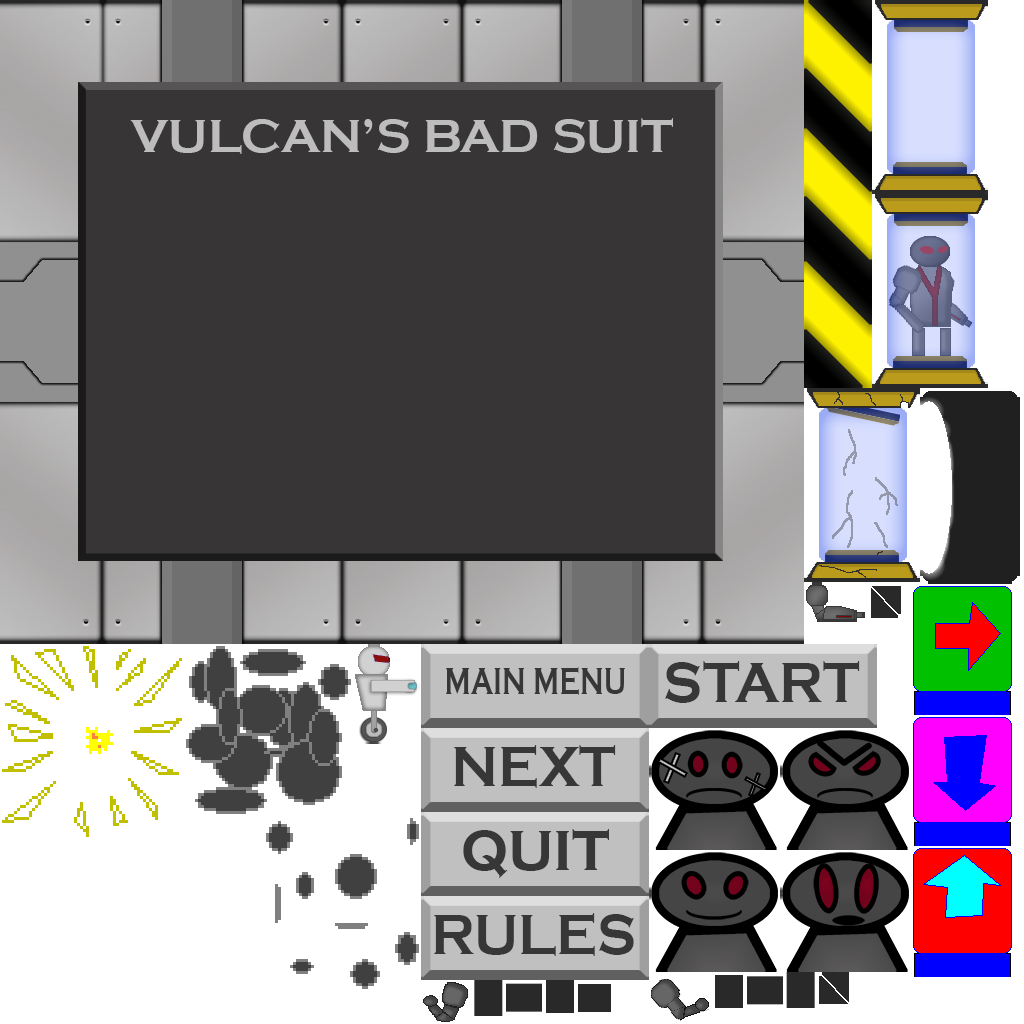 VULCAN'S BAD SUIT
MAIN MENU
START
NEXT
QUIT
RULES